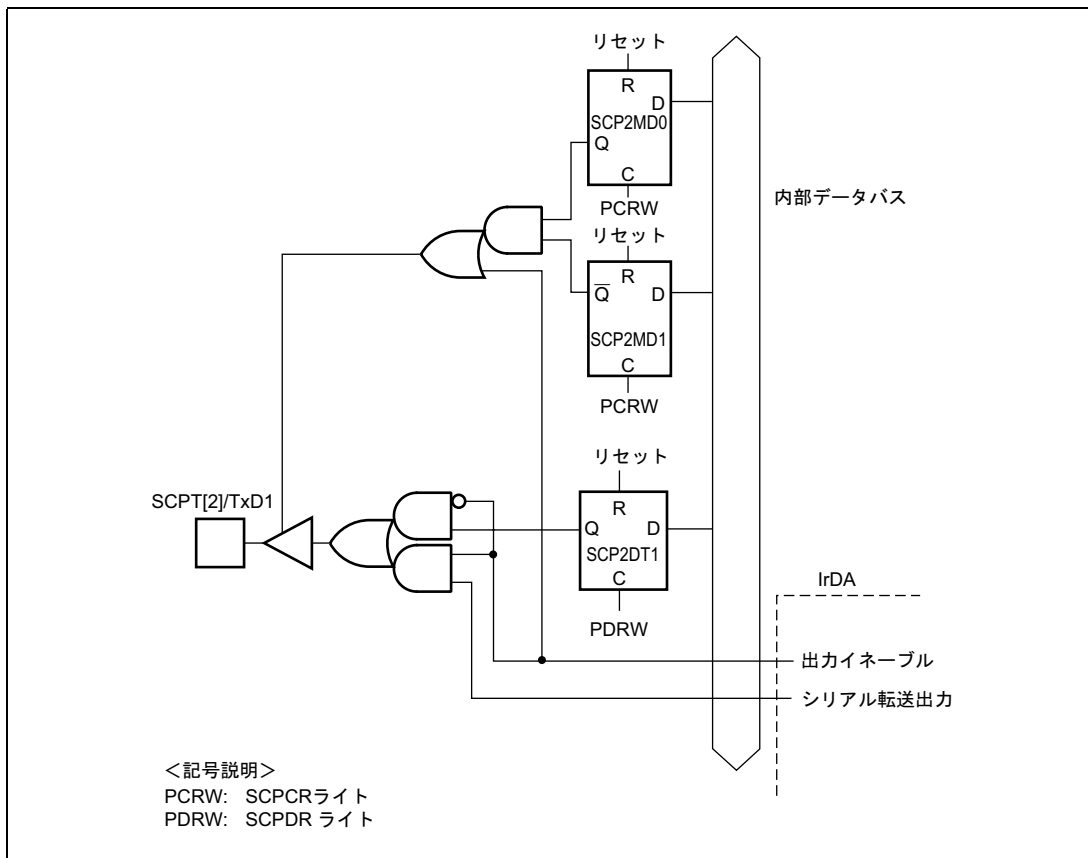 リセット
R
D
SCP2MD0
Q
C
PCRW
内部データバス
リセット
R
Q̅
D
SCP2MD1
C
PCRW
リセット
SCPT[2]/TxD1
R
Q
D
SCP2DT1
C
IrDA
PDRW
出力イネーブル
シリアル転送出力
＜記号説明＞
PCRW: SCPCRライト
PDRW: SCPDR ライト